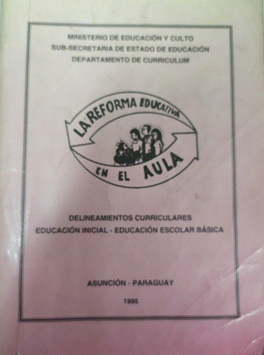 MINISTERIO DE EDUCACIÓN Y CULTO
SUB-SECRETARIA DE ESTADO DE EDUCACIÓN
DEPARTAMENTO DE CURRICULUM
LA REFORMA EDUCATIVA
EN EL AULA
DELINEAMIENTOS CURRICULARES
EDUCACIÓN INICIAL - EDUCACIÓN ESCOLAR BÁSICA
ASUNCIÓN - PARAGUAY